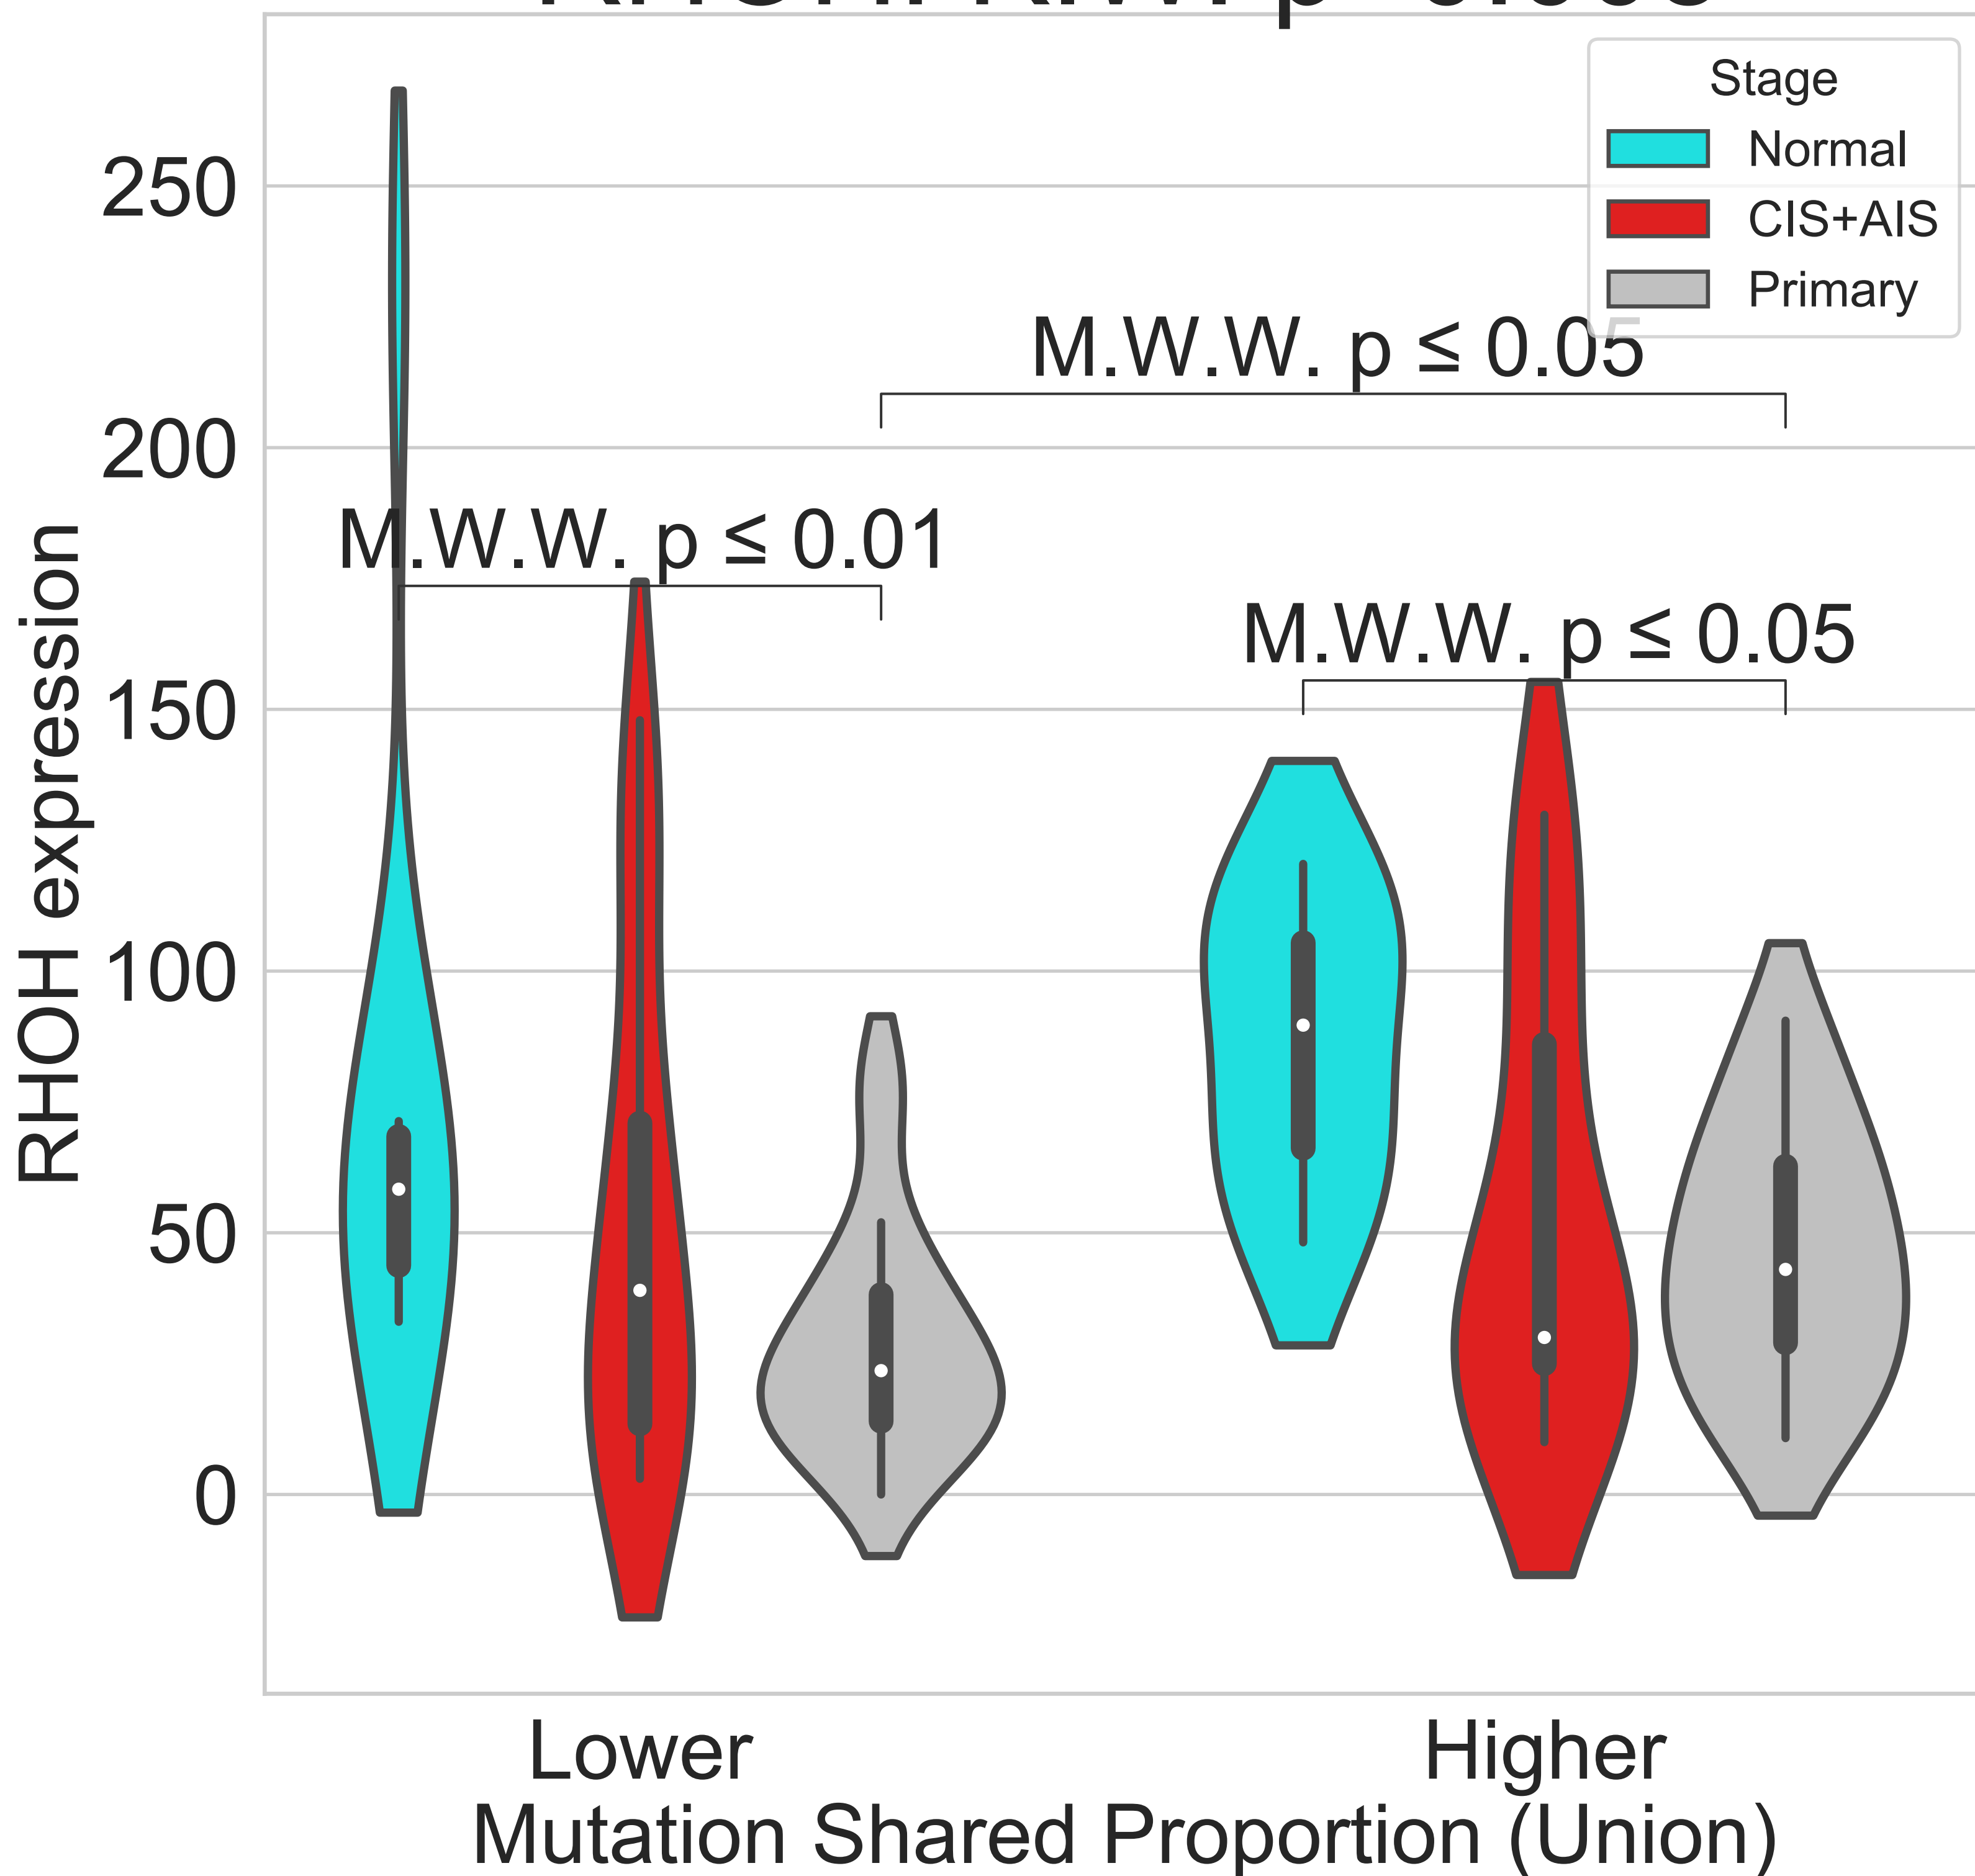 Stage
Normal
CIS+AIS
Primary
250
200
150
100
50
0
RHOH expression
M.W.W. p ≤ 0.05
M.W.W. p ≤ 0.01
M.W.W. p ≤ 0.05
Lower
Higher
Mutation Shared Proportion (Union)